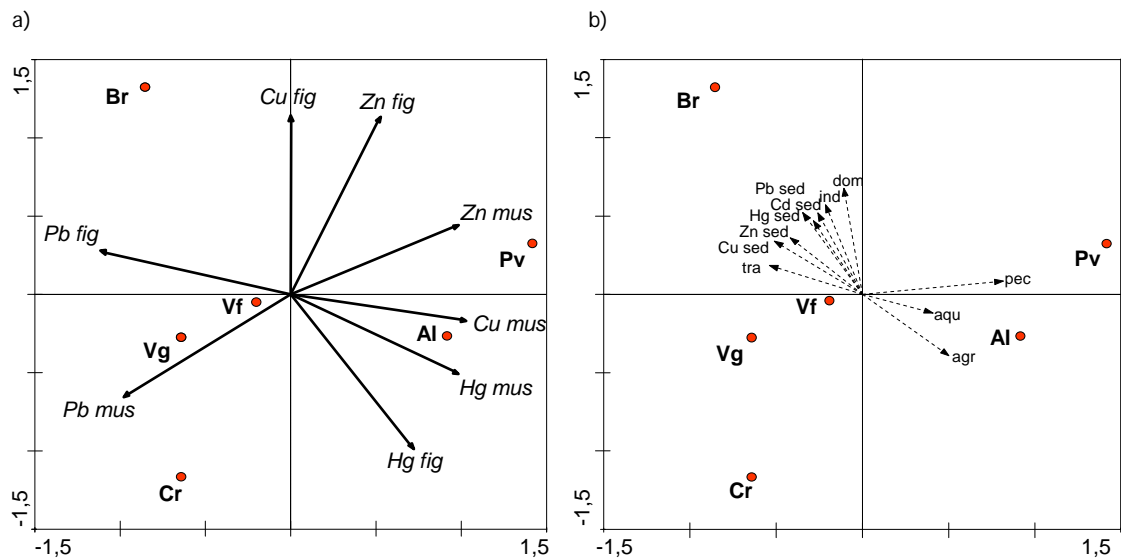 a)
1,5
-1,5
-1,5
1,5
Br
Cu fig
Zn fig
Zn mus
Pb fig
Pv
Vf
Cu mus
Al
Vg
Hg mus
Pb mus
Hg fig
Cr
b)
1,5
-1,5
-1,5
1,5
Br
dom
Pb sed
ind
Cd sed
Hg sed
Zn sed
Cu sed
tra
Pv
pec
Vf
aqu
Al
Vg
agr
Cr